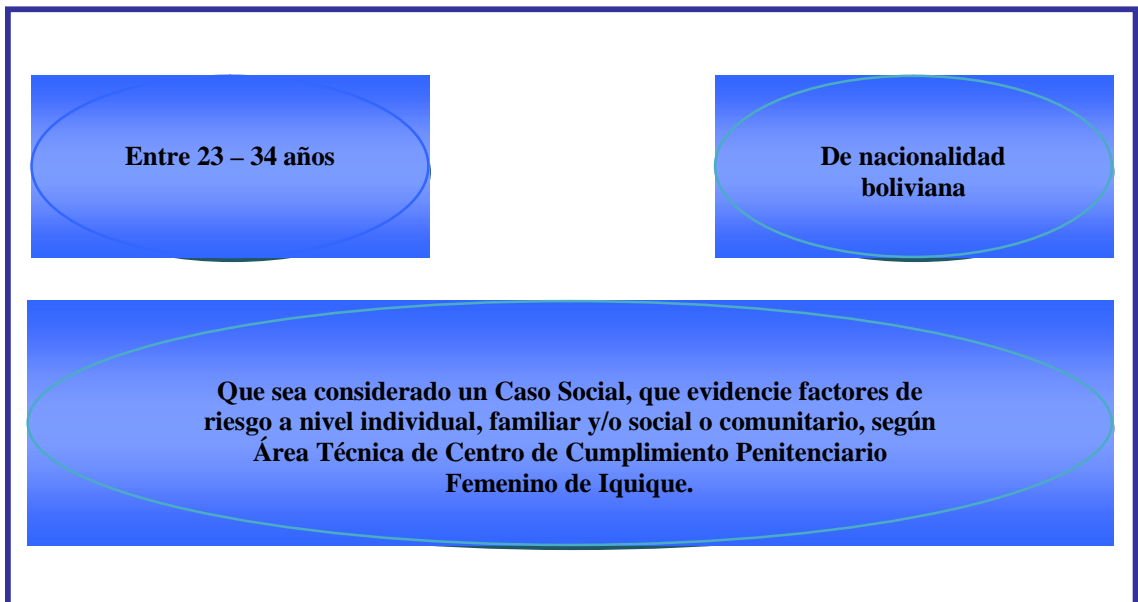 Entre 23 – 34 años
De nacionalidad
boliviana
Que sea considerado un Caso Social, que evidencie factores de
riesgo a nivel individual, familiar y/o social o comunitario, según
Área Técnica de Centro de Cumplimiento Penitenciario
Femenino de Iquique.